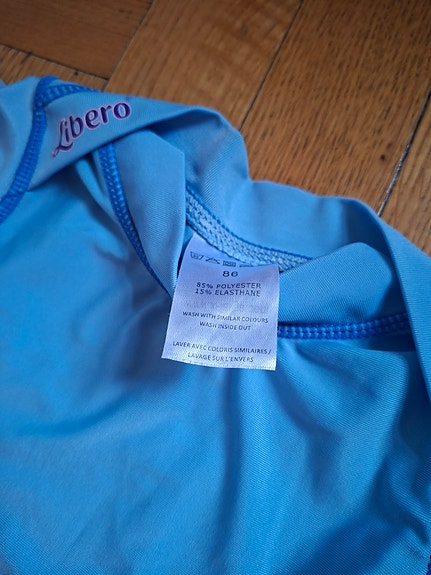 Libero
86
85% POLYESTER
15% ELASTHANE
WASH WITH SIMILAR COLOURS
WASH INSIDE OUT
LAVER AVEC COLORIS SIMILAIRES /
LAVAGE SUR L'ENVERS